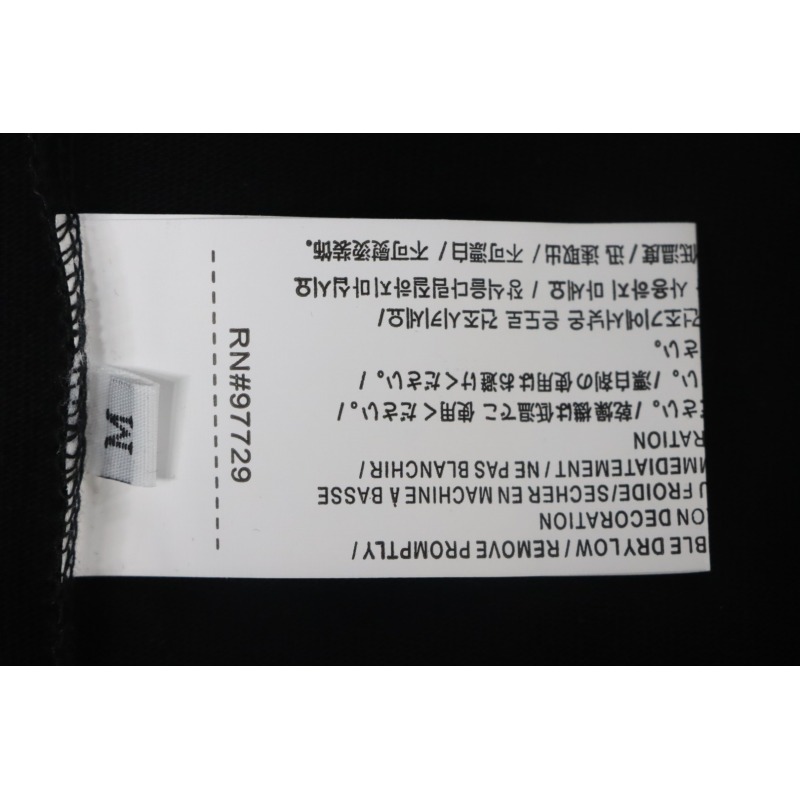 BLE DRY LOW / REMOVE PROMPTLY /
ON DECORATION
U FROIDE/SECHER EN MACHINE À BASSE
MMEDIATEMENT / NE PAS BLANCHIR /
RATION
さい。/ 乾燥機は低温でご使用ください。/
い。/ 漂白剤の使用はお避けください。/
さい。
건조기에서낮은 온도로 건조시키세요/
사용하지 마세요 / 장식을다림질하지 마십시요
低温度 / 迅 速取出 / 不可漂白 / 不可熨烫装饰。
RN#97729
M